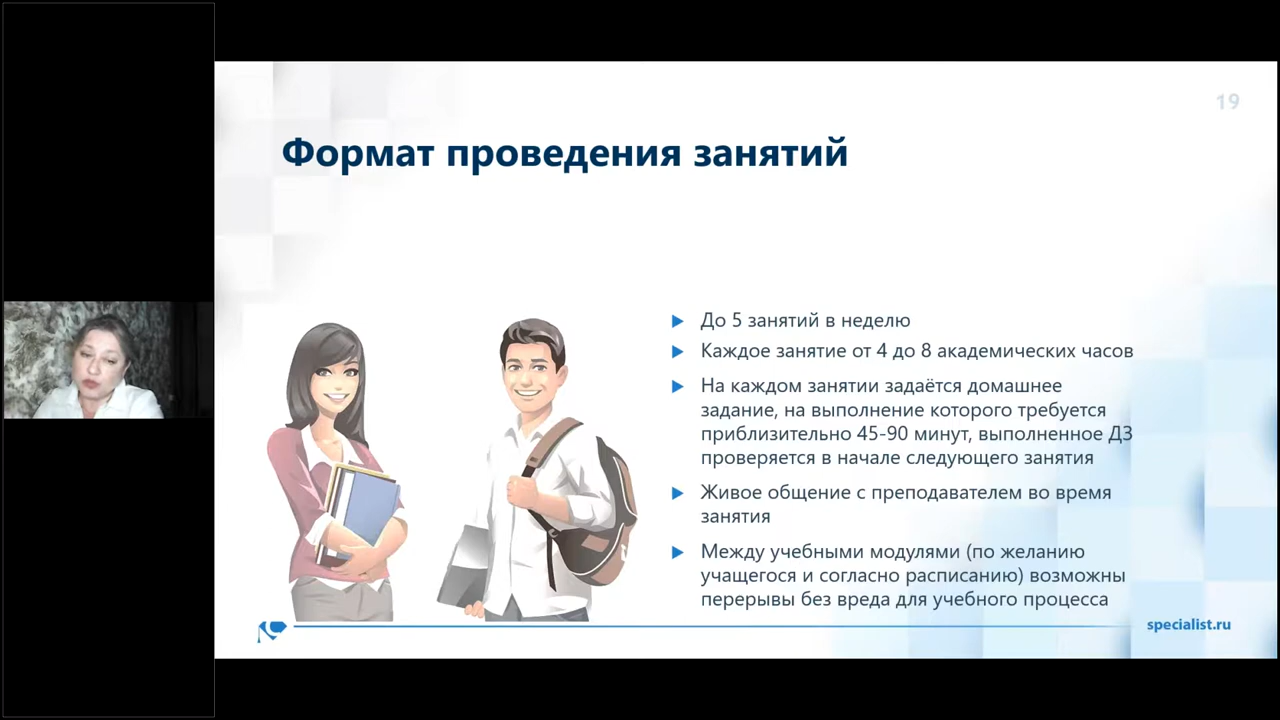 19
Формат проведения занятий
До 5 занятий в неделю
Каждое занятие от 4 до 8 академических часов
На каждом занятии задаётся домашнее
задание, на выполнение которого требуется
приблизительно 45-90 минут, выполненное ДЗ
проверяется в начале следующего занятия
Живое общение с преподавателем во время
занятия
Между учебными модулями (по желанию
учащегося и согласно расписанию) возможны
перерывы без вреда для учебного процесса
specialist.ru